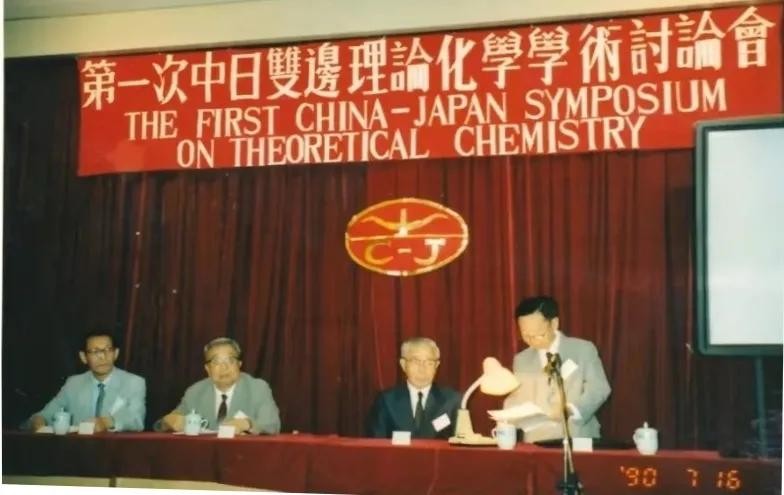 第一次中日雙邊理論化學學術討論會
THE FIRST CHINA-JAPAN SYMPOSIUM
ON THEORETICAL CHEMISTRY
C-J
'90 7 16